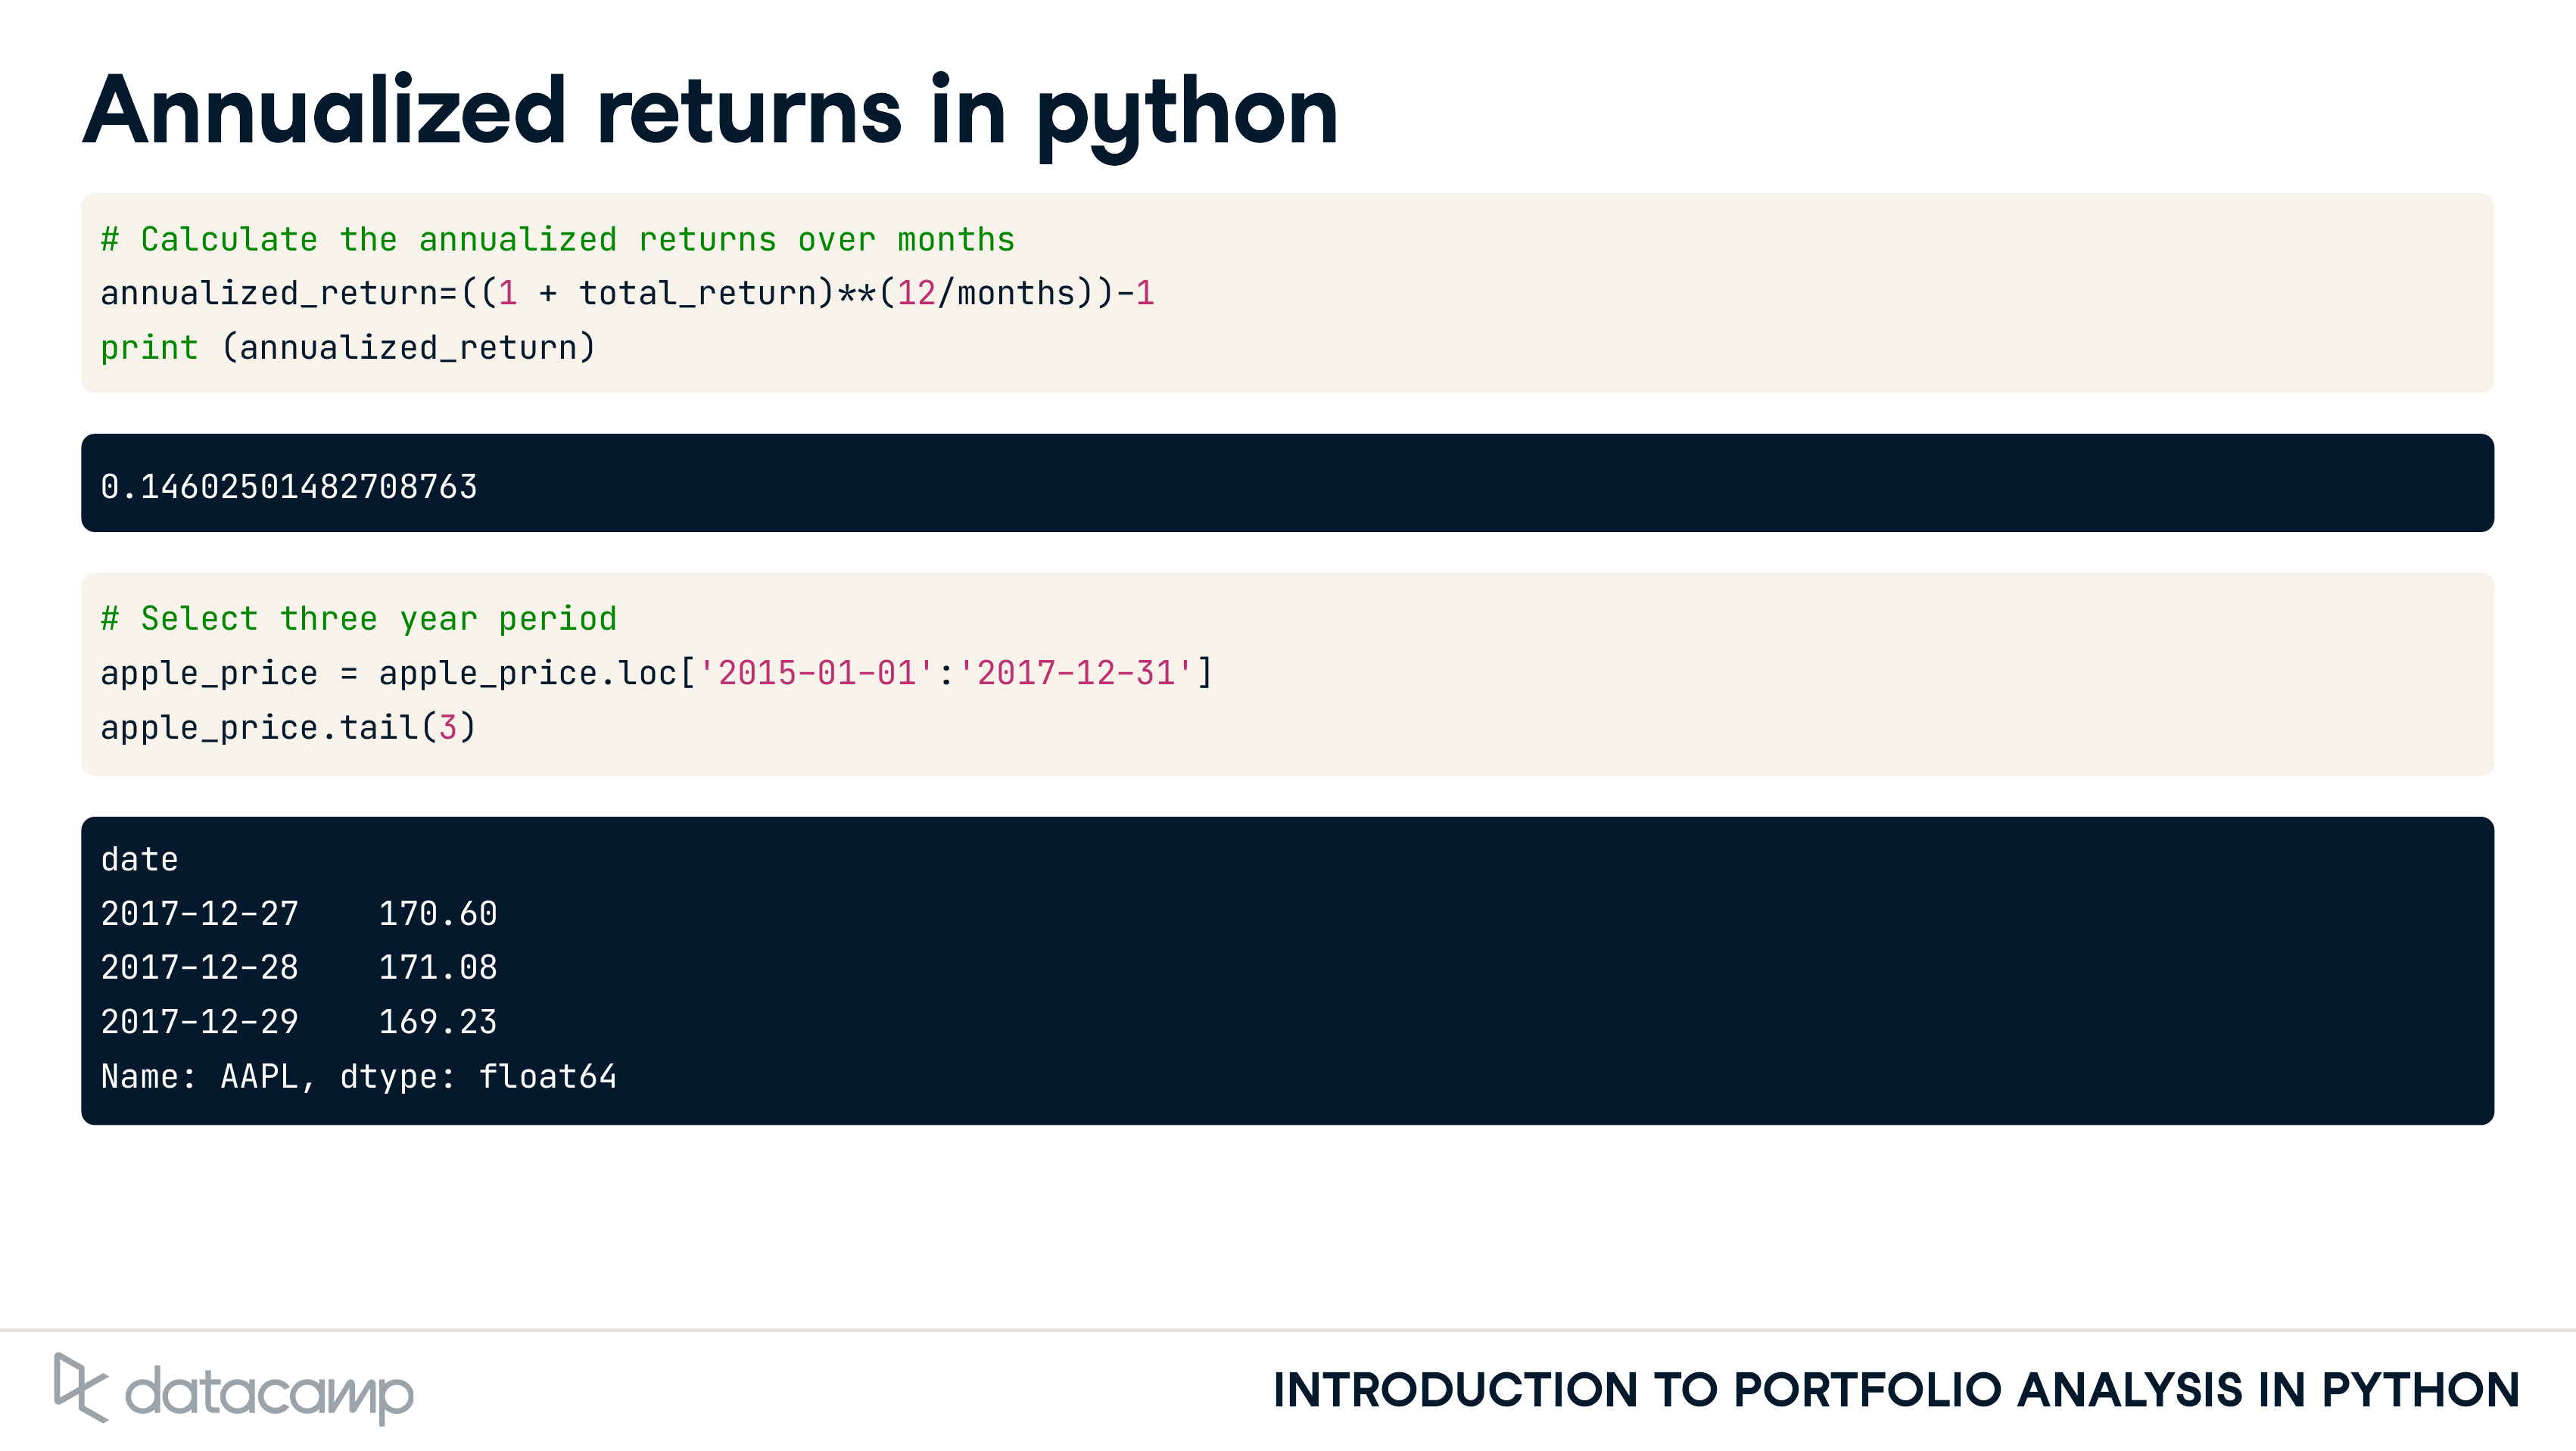 Annualized returns in python
# Calculate the annualized returns over months
annualized_return=((1 + total_return)**(12/months))-1
print (annualized_return)
0.14602501482708763
# Select three year period
apple_price = apple_price.loc['2015-01-01':'2017-12-31']
apple_price.tail(3)
date
2017-12-27    170.60
2017-12-28    171.08
2017-12-29    169.23
Name: AAPL, dtype: float64
datacamp
INTRODUCTION TO PORTFOLIO ANALYSIS IN PYTHON